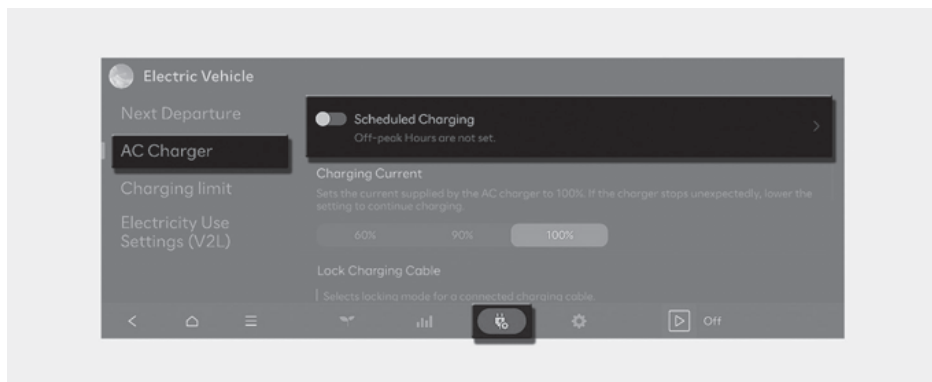 Electric Vehicle
Next Departure
AC Charger
Charging limit
Electricity Use
Settings (V2L)
Scheduled Charging
Off-peak Hours are not set.
Charging Current
Sets the current supplied by the AC charger to 100%. If the charger stops unexpectedly, lower the
setting to continue charging.
60%
90%
100%
Lock Charging Cable
Selects locking mode for a connected charging cable.
Off